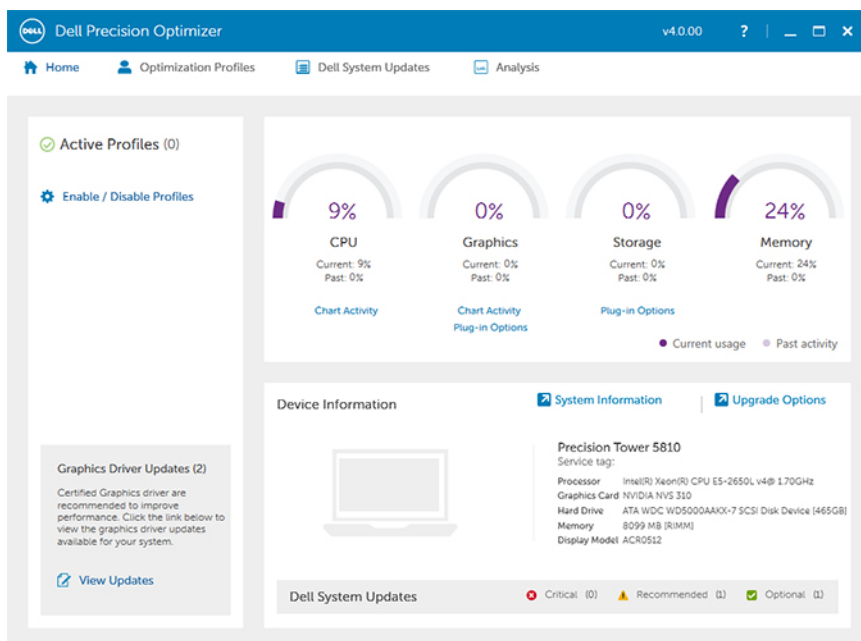 DELL
Dell Precision Optimizer
v4.0.00
?
Home
Optimization Profiles
Dell System Updates
Analysis
Active Profiles (0)
Enable / Disable Profiles
9%
CPU
Current: 9%
Past: 0%
Chart Activity
0%
Graphics
Current: 0%
Past: 0%
Chart Activity
Plug-in Options
0%
Storage
Current: 0%
Past: 0%
Plug-in Options
24%
Memory
Current: 24%
Past: 0%
Current usage
Past activity
Graphics Driver Updates (2)
Certified Graphics driver are
recommended to improve
performance. Click the link below to
view the graphics driver updates
available for your system.
View Updates
Device Information
System Information
Upgrade Options
Precision Tower 5810
Service tag:
Processor Intel(R) Xeon(R) CPU E5-2650L v4@ 1.70GHz
Graphics Card NVIDIA NVS 310
Hard Drive ATA WDC WD5000AAKX-7 SCSI Disk Device [465GB]
Memory 8099 MB [RIMM]
Display Model ACR0512
Dell System Updates
Critical (0)
Recommended (1)
Optional (1)